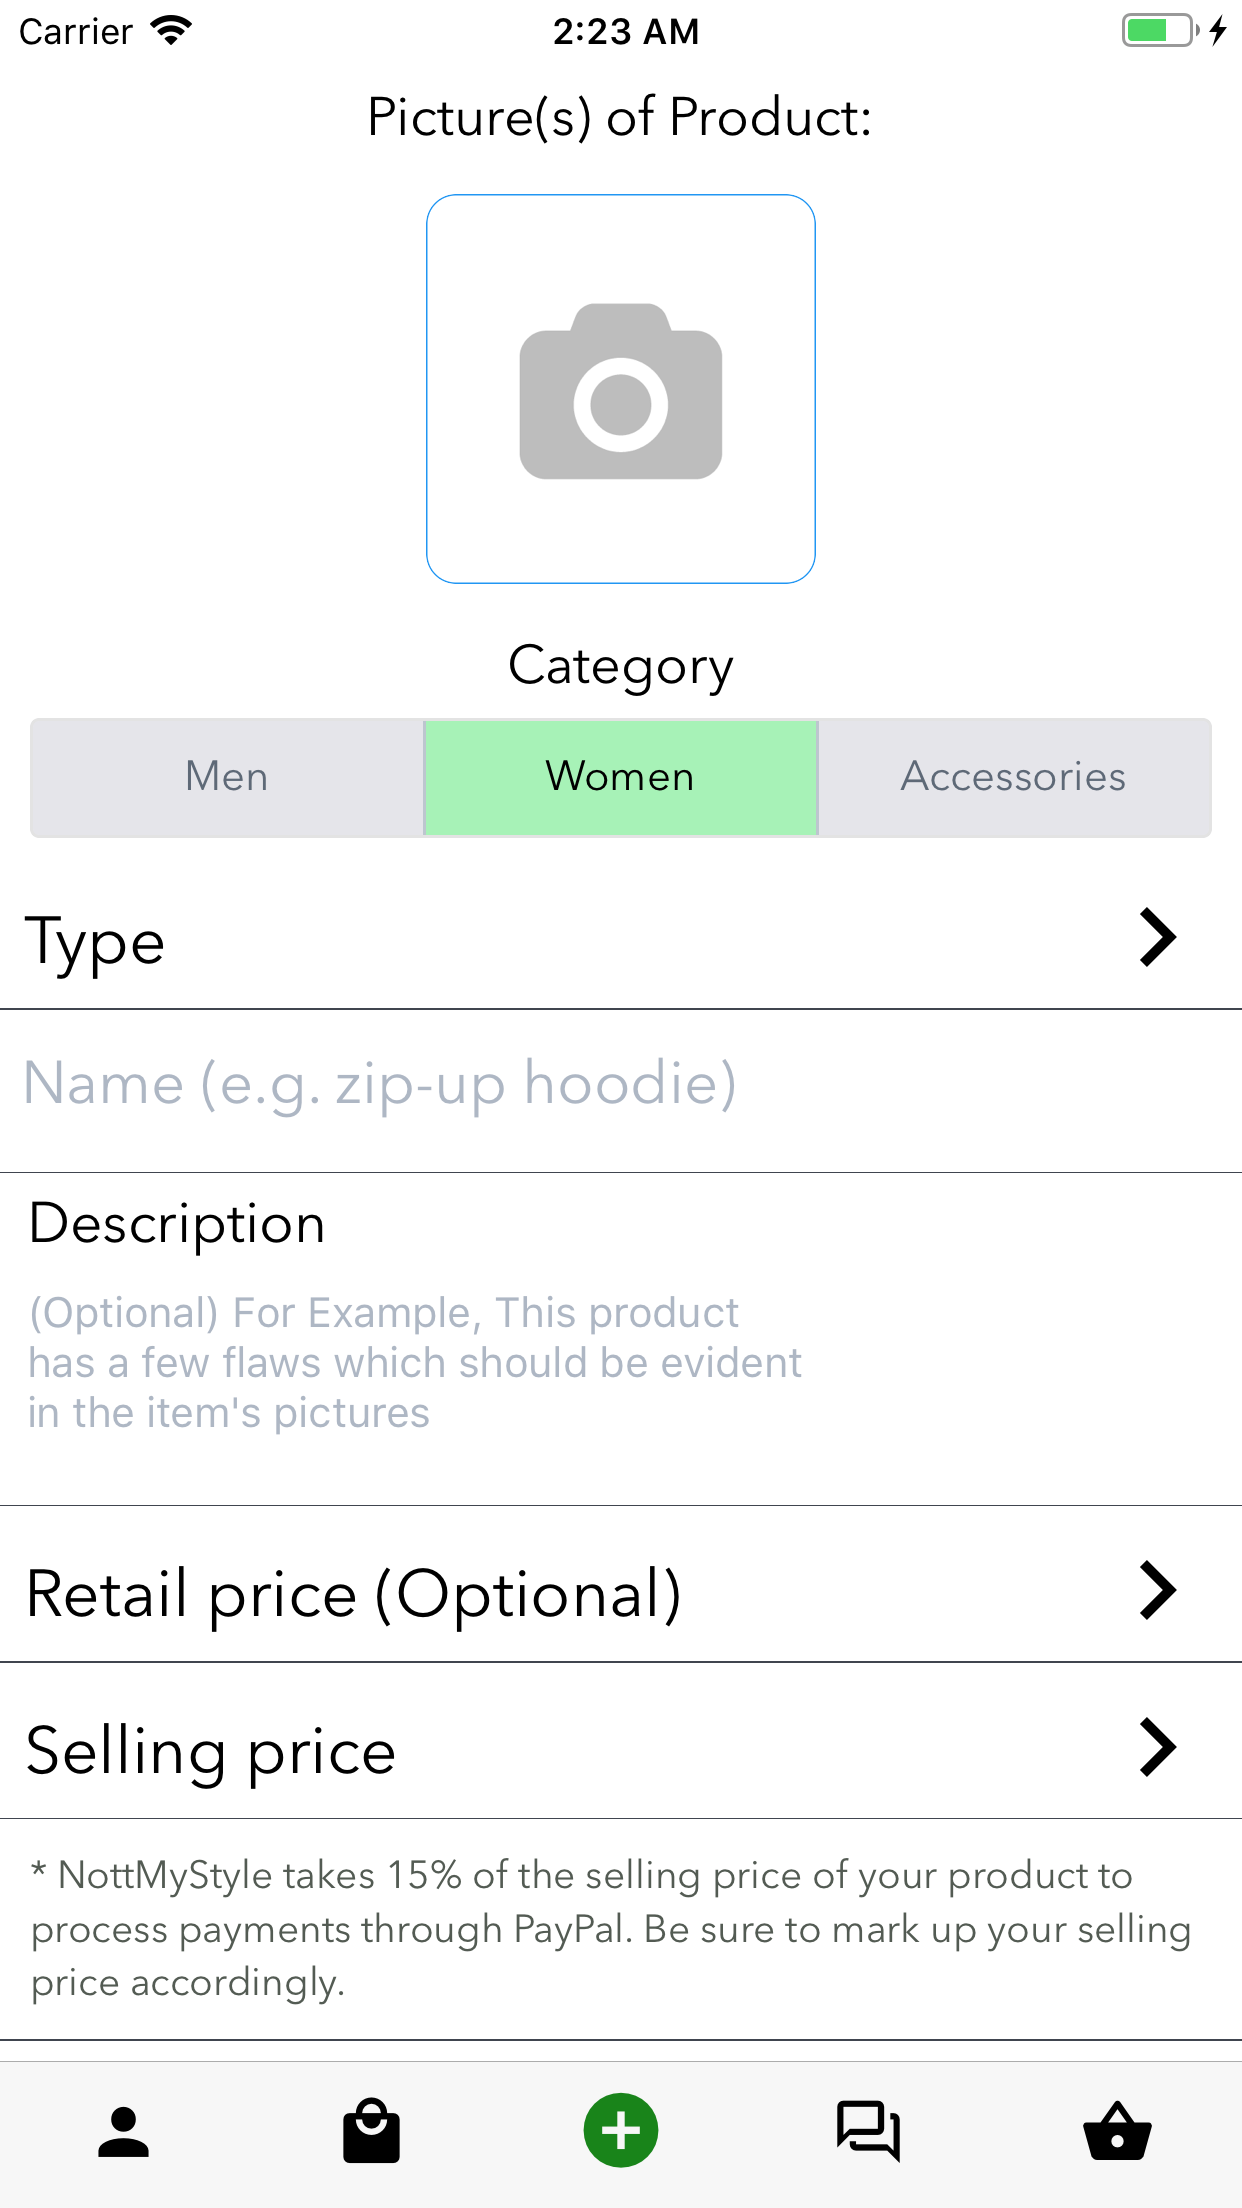 Carrier 2:23 AM
Picture(s) of Product:
Category
Men Women Accessories
Type
Name (e.g. zip-up hoodie)
Description
(Optional) For Example, This product
has a few flaws which should be evident
in the item's pictures
Retail price (Optional)
Selling price
* NottMyStyle takes 15% of the selling price of your product to
process payments through PayPal. Be sure to mark up your selling
price accordingly.